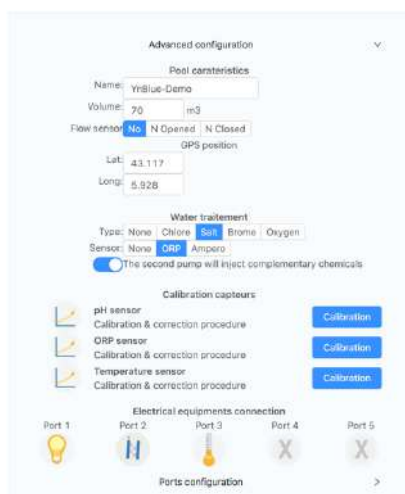 Advanced configuration
Pool carateristics
Name: YnBlue-Demo
Volume: 70 m3
Flow sensor No N Opened N Closed
GPS position
Lat: 43.117
Long: 5.928
Water traitement
Type: None Chlore Salt Brome Oxygen
Sensor: None ORP Ampero
The second pump will inject complementary chemicals
Calibration capteurs
pH sensor
Calibration & correction procedure
Calibration
ORP sensor
Calibration & correction procedure
Calibration
Temperature sensor
Calibration & correction procedure
Calibration
Electrical equipments connection
Port 1 Port 2 Port 3 Port 4 Port 5
X X
Ports configuration